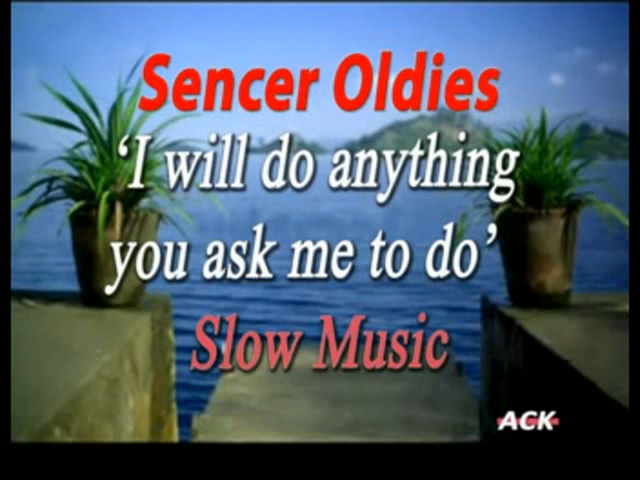 Sencer Oldies
‘I will do anything
you ask me to do’
Slow Music
ACK